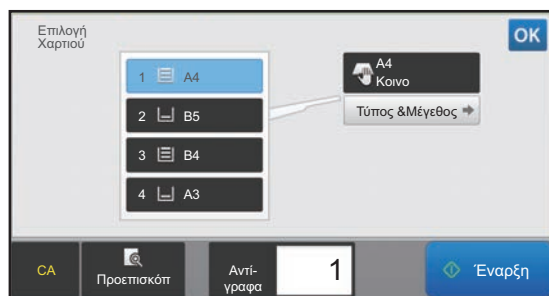 Επιλογή
Χαρτιού
OK
1 A4
2 B5
3 B4
4 A3
A4
Κοινο
Τύπος &Μέγεθος
CA
Προεπισκόπ
Αντί-
γραφα
1
Έναρξη